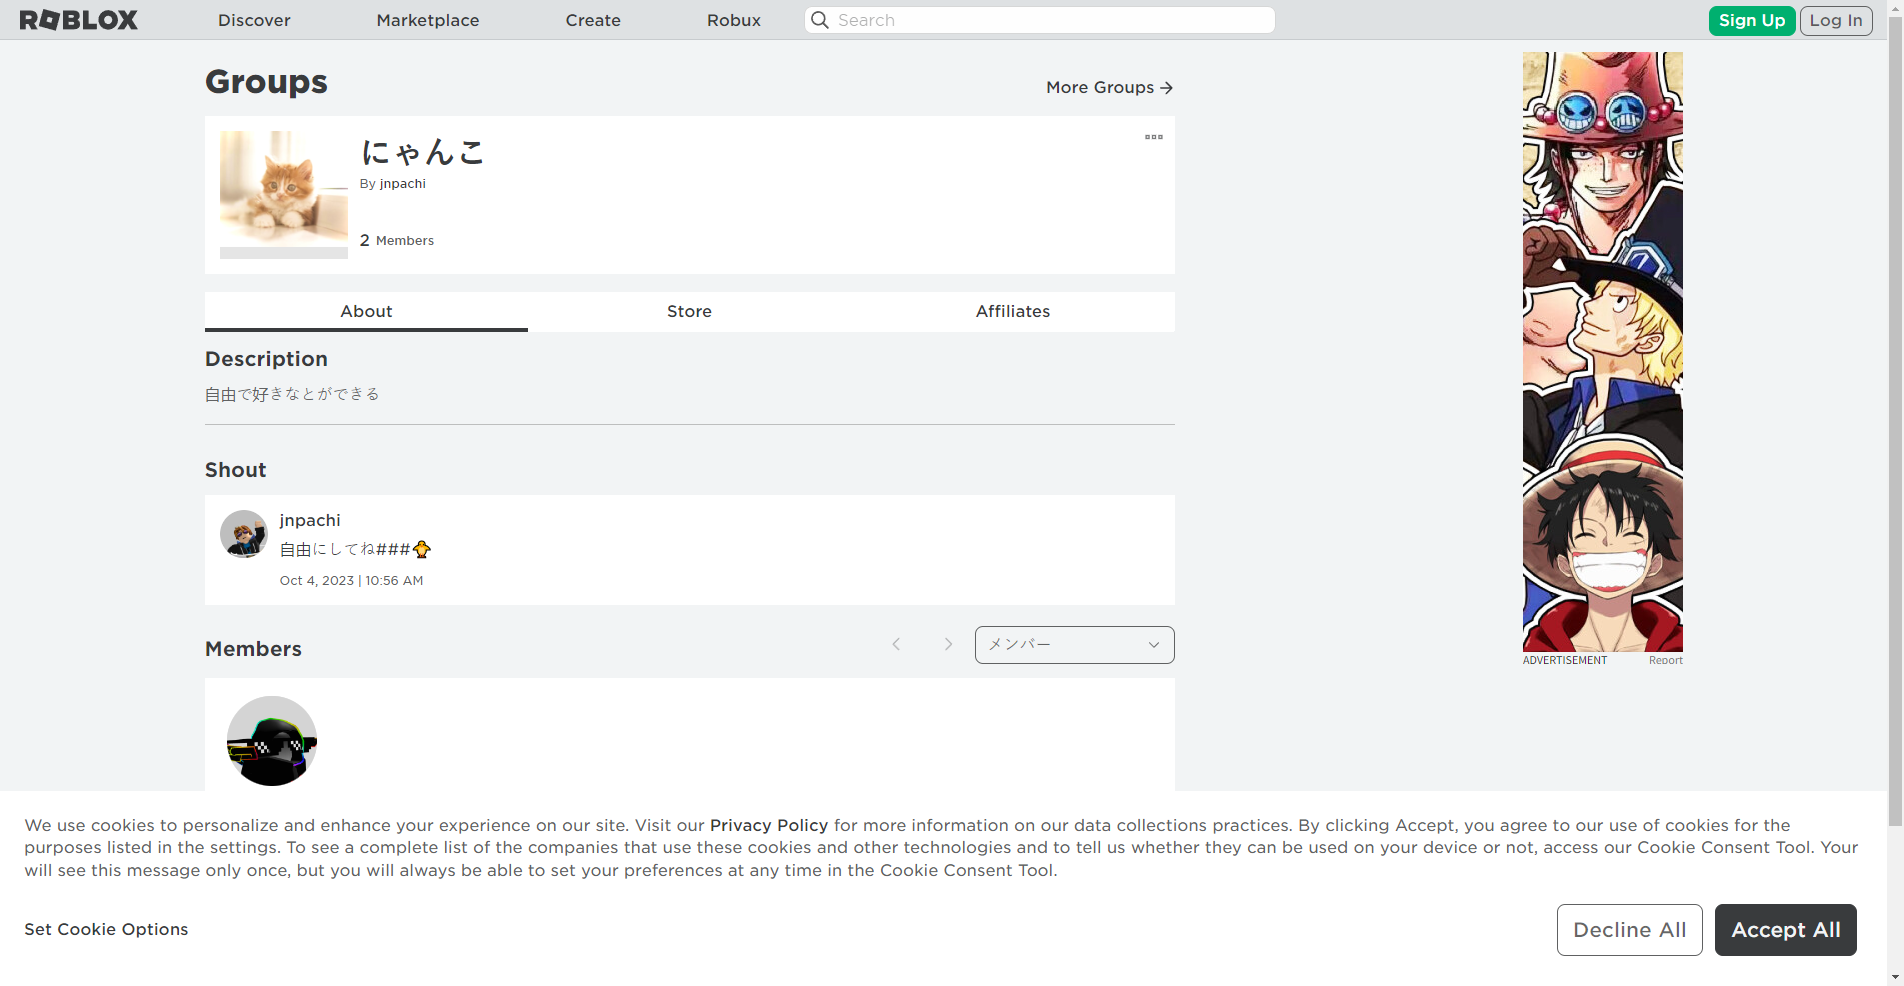 ROBLOX
Discover
Marketplace
Create
Robux
Search
Sign Up
Log In
Groups
More Groups
にゃんこ
By jnpachi
2 Members
About
Store
Affiliates
Description
自由で好きなとができる
Shout
jnpachi
自由にしてね###🐥
Oct 4, 2023 | 10:56 AM
Members
メンバー
ADVERTISEMENT
Report
We use cookies to personalize and enhance your experience on our site. Visit our Privacy Policy for more information on our data collections practices. By clicking Accept, you agree to our use of cookies for the
purposes listed in the settings. To see a complete list of the companies that use these cookies and other technologies and to tell us whether they can be used on your device or not, access our Cookie Consent Tool. Your
will see this message only once, but you will always be able to set your preferences at any time in the Cookie Consent Tool.
Set Cookie Options
Decline All
Accept All